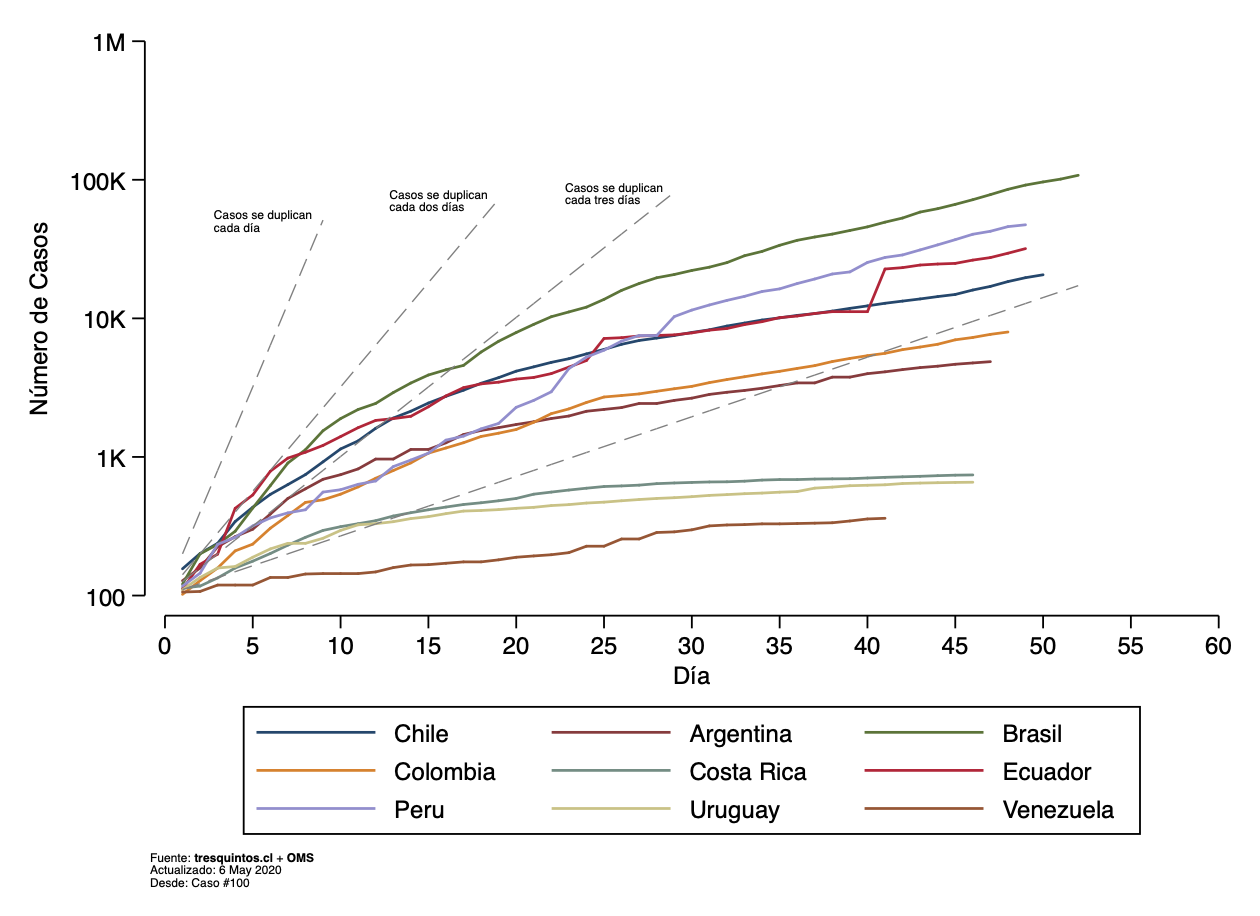 1M
100K
10K
1K
100
Número de Casos
Casos se duplican
cada día
Casos se duplican
cada dos días
Casos se duplican
cada tres días
0 5 10 15 20 25 30 35 40 45 50 55 60
Día
Chile Argentina Brasil
Colombia Costa Rica Ecuador
Peru Uruguay Venezuela
Fuente: tresquintos.cl + OMS
Actualizado: 6 May 2020
Desde: Caso #100